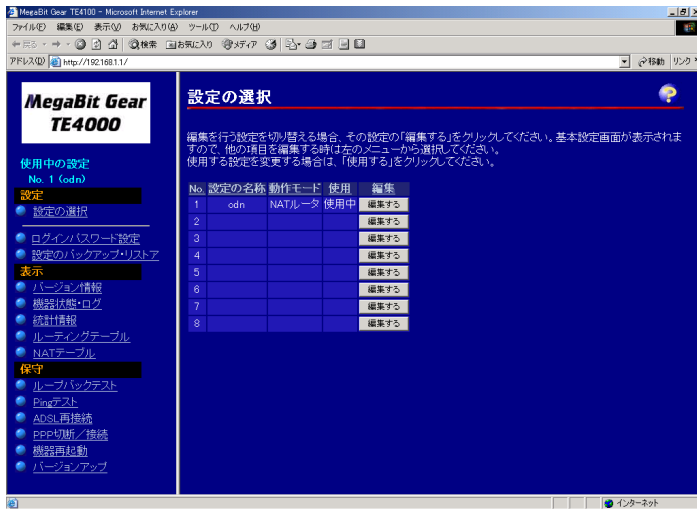 MegaBit Gear TE4100 - Microsoft Internet Explorer
ファイル(F) 編集(E) 表示(V) お気に入り(A) ツール(T) ヘルプ(H)
戻る 検索 お気に入り メディア
アドレス(D) http://192.168.1.1/ 移動 リンク
MegaBit Gear
TE4000
使用中の設定
No. 1 (odn)
設定
設定の選択
ログインパスワード設定
設定のバックアップ・リストア
表示
バージョン情報
機器状態・ログ
統計情報
ルーティングテーブル
NATテーブル
保守
ループバックテスト
Pingテスト
ADSL再接続
PPP切断／接続
機器再起動
バージョンアップ
設定の選択
編集を行う設定を切り替える場合、その設定の「編集する」をクリックしてください。基本設定画面が表示されま
すので、他の項目を編集する時は左のメニューから選択してください。
使用する設定を変更する場合は、「使用する」をクリックしてください。
No. 設定の名称 動作モード 使用 編集
1 odn NATルータ 使用中 編集する
2 編集する
3 編集する
4 編集する
5 編集する
6 編集する
7 編集する
8 編集する
インターネット